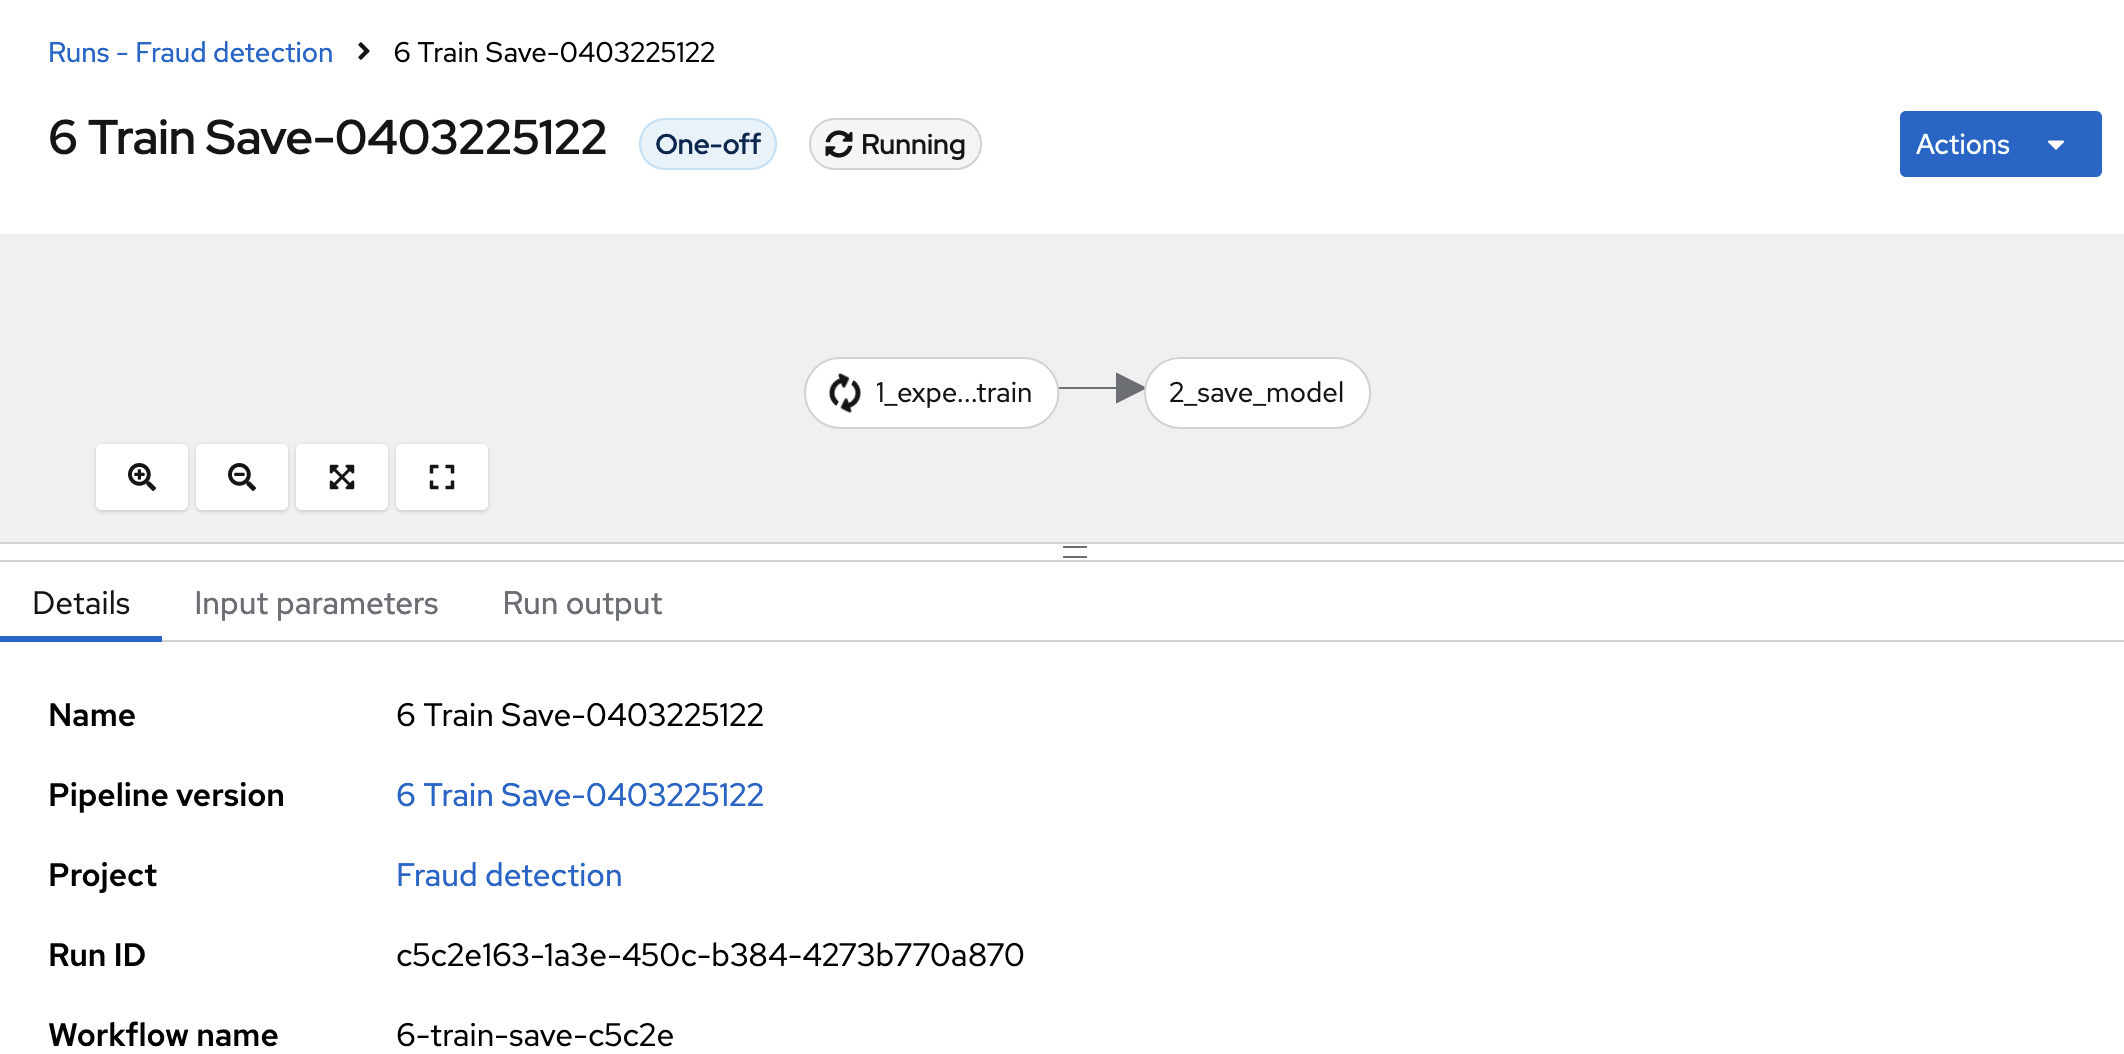 Runs - Fraud detection > 6 Train Save-0403225122
6 Train Save-0403225122 One-off Running Actions
1_expe...train 2_save_model
Details Input parameters Run output
Name 6 Train Save-0403225122
Pipeline version 6 Train Save-0403225122
Project Fraud detection
Run ID c5c2e163-1a3e-450c-b384-4273b770a870
Workflow name 6-train-save-c5c2e